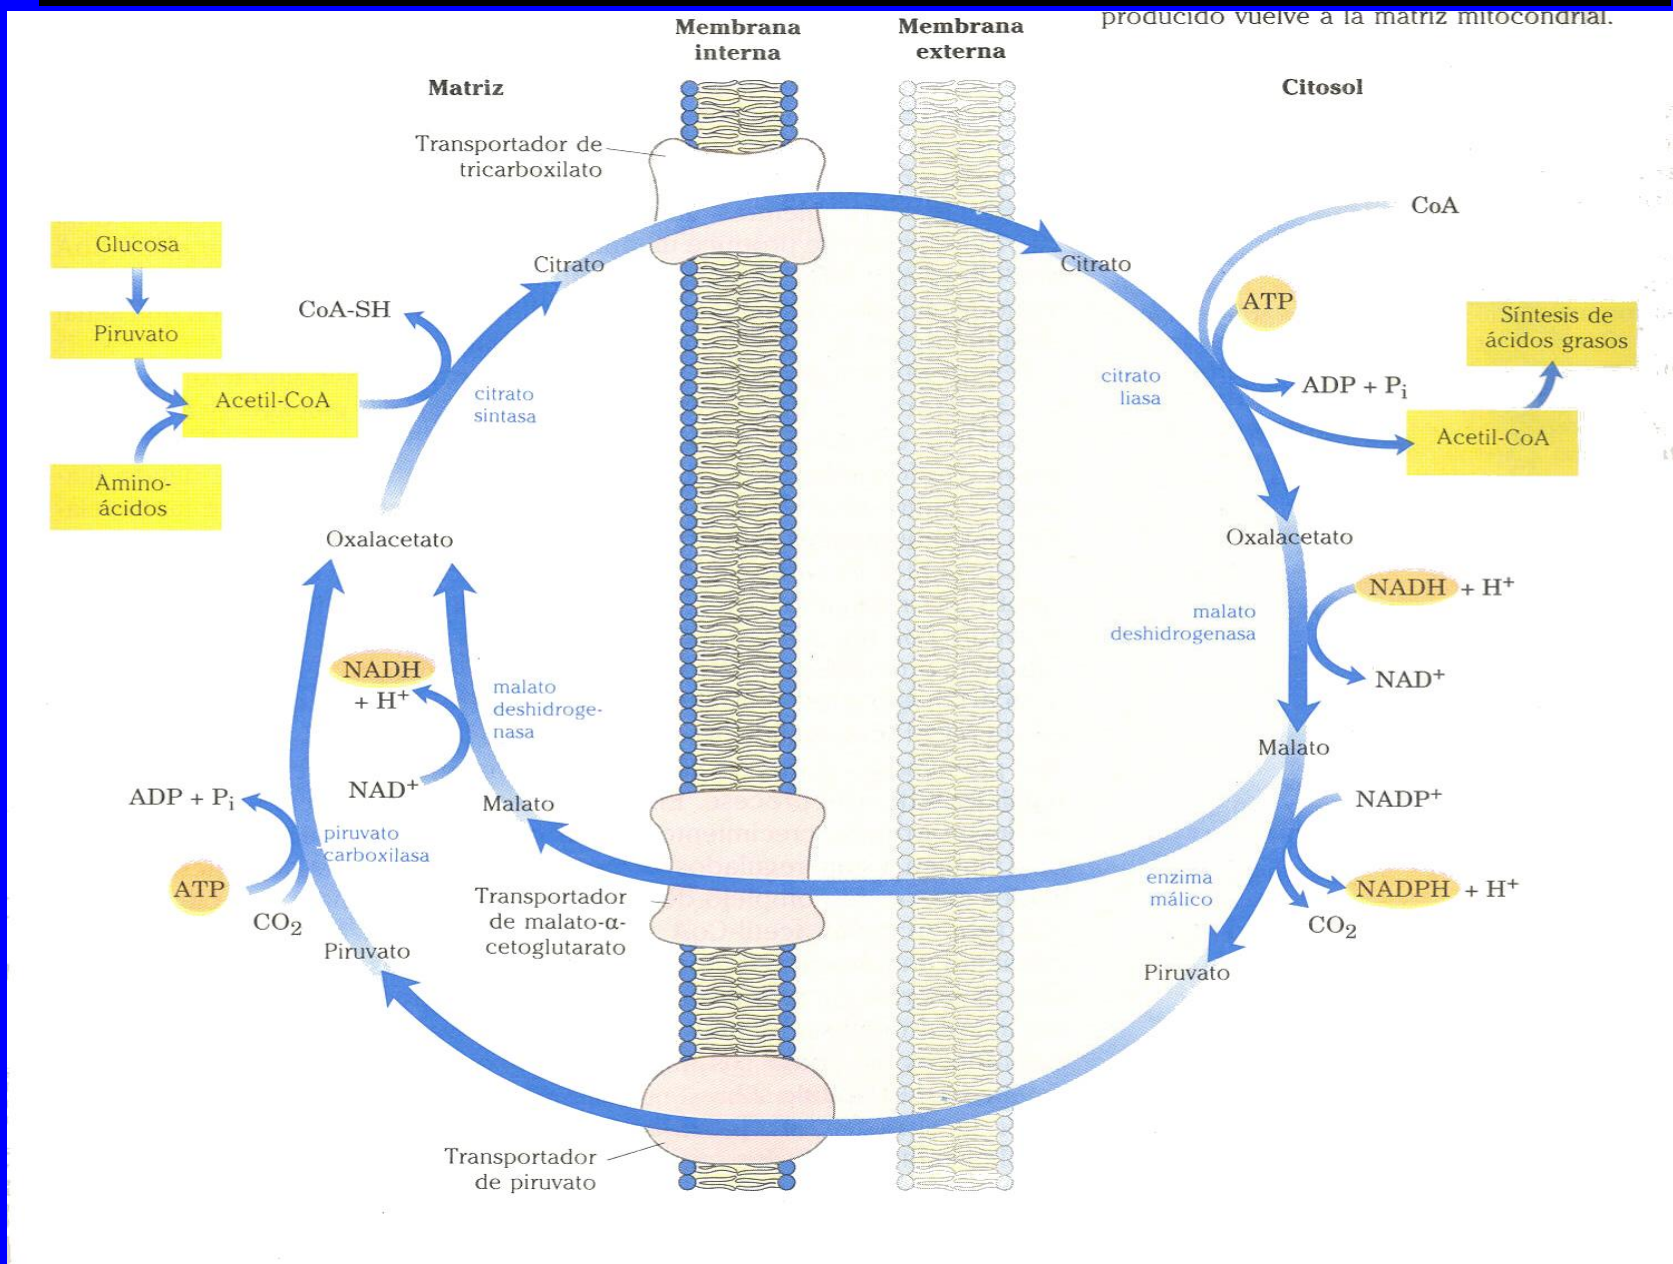 producido vuelve a la matriz mitocondrial.
Membrana
interna
Membrana
externa
Matriz
Citosol
Transportador de
tricarboxilato
CoA
Glucosa
Citrato
Citrato
CoA-SH
ATP
Piruvato
Síntesis de
ácidos grasos
citrato
sintasa
citrato
liasa
ADP + Pi
Acetil-CoA
Acetil-CoA
Amino-
ácidos
Oxalacetato
Oxalacetato
NADH + H+
malato
deshidrogenasa
NADH
+ H+
malato
deshidroge-
nasa
NAD+
NAD+
Malato
Malato
ADP + Pi
NADP+
piruvato
carboxilasa
ATP
CO2
enzima
málico
NADPH + H+
CO2
Transportador
de malato-α-
cetoglutarato
Piruvato
Piruvato
Transportador
de piruvato